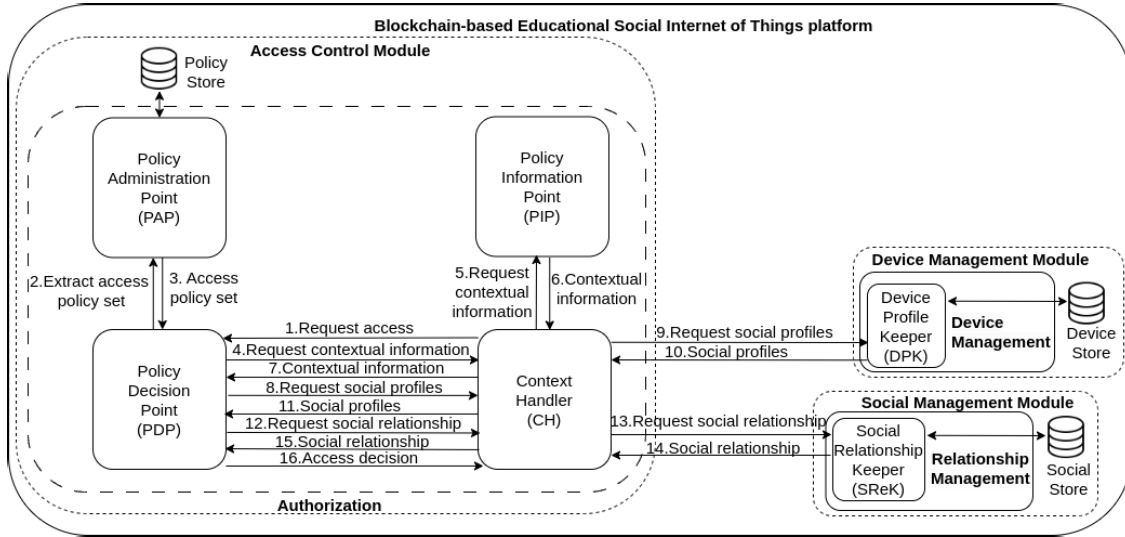 Blockchain-based Educational Social Internet of Things platform
Access Control Module
Policy
Store
Policy
Administration
Point
(PAP)
Policy
Information
Point
(PIP)
2.Extract access
policy set
3. Access
policy set
5.Request
contextual
information
6.Contextual
information
Policy
Decision
Point
(PDP)
1.Request access
4.Request contextual information
7.Contextual information
8.Request social profiles
11.Social profiles
12.Request social relationship
15.Social relationship
16.Access decision
Context
Handler
(CH)
Authorization
9.Request social profiles
10.Social profiles
13.Request social relationship
14.Social relationship
Device Management Module
Device
Profile
Keeper
(DPK)
Device
Management
Device
Store
Social Management Module
Social
Relationship
Keeper
(SReK)
Relationship
Management
Social
Store